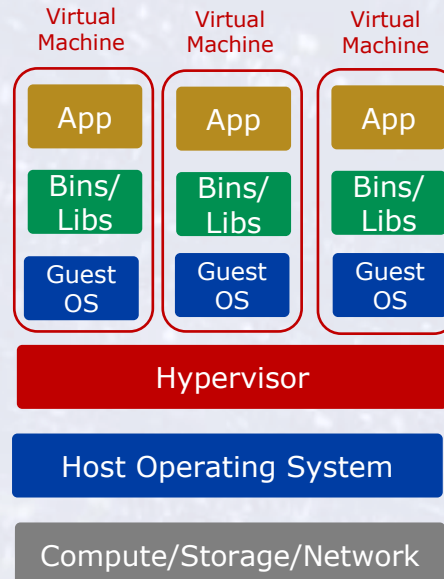 Virtual
Machine
Virtual
Machine
Virtual
Machine
App
App
App
Bins/
Libs
Bins/
Libs
Bins/
Libs
Guest
OS
Guest
OS
Guest
OS
Hypervisor
Host Operating System
Compute/Storage/Network